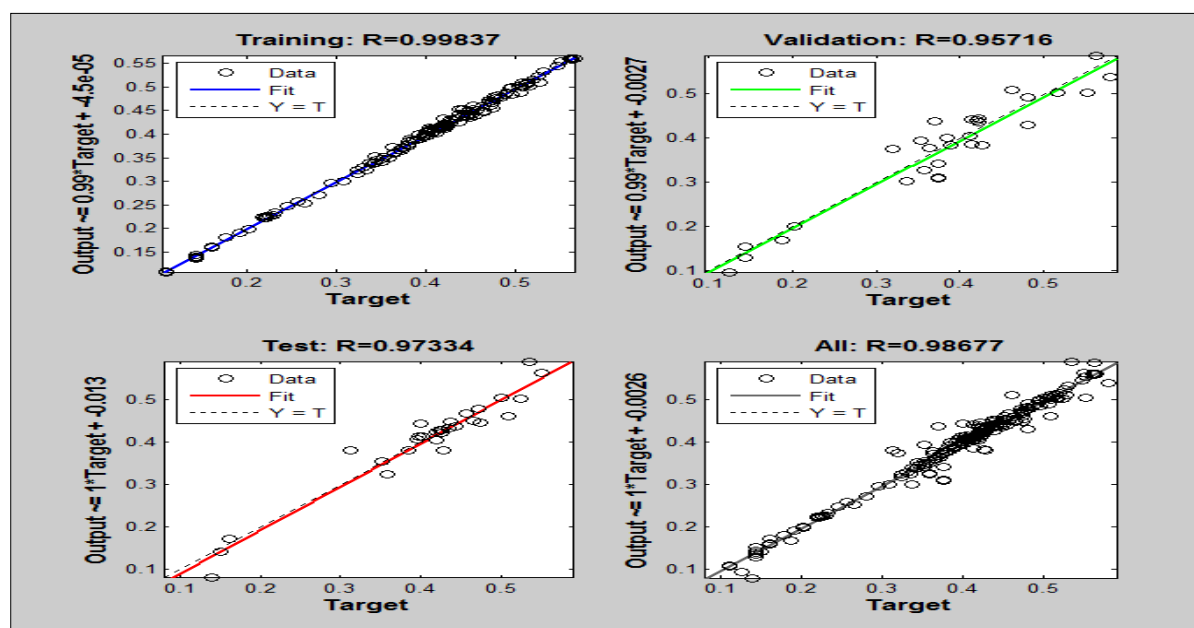 Training: R=0.99837
Output ~= 0.99*Target + -4.5e-05
0.55
0.5
0.45
0.4
0.35
0.3
0.25
0.2
0.15
Data
Fit
Y = T
0.2 0.3 0.4 0.5
Target
Validation: R=0.95716
Output ~= 0.99*Target + -0.0027
0.5
0.4
0.3
0.2
0.1
Data
Fit
Y = T
0.1 0.2 0.3 0.4 0.5
Target
Test: R=0.97334
Output ~= 1*Target + -0.013
0.5
0.4
0.3
0.2
0.1
Data
Fit
Y = T
0.1 0.2 0.3 0.4 0.5
Target
All: R=0.98677
Output ~= 1*Target + -0.0026
0.5
0.4
0.3
0.2
0.1
Data
Fit
Y = T
0.1 0.2 0.3 0.4 0.5
Target